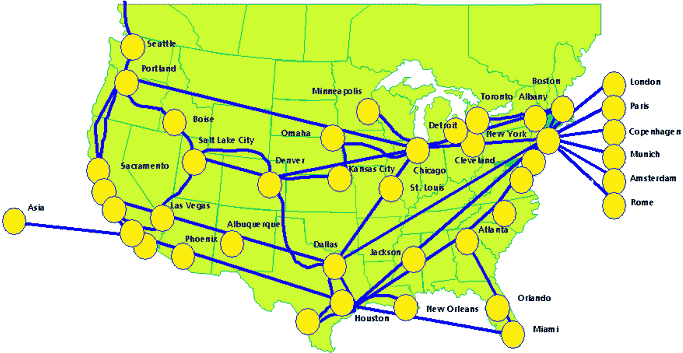 Seattle
Portland
Boise
Salt Lake City
Sacramento
Las Vegas
Asia
Phoenix
Albuquerque
Denver
Omaha
Minneapolis
Kansas City
St. Louis
Chicago
Detroit
Cleveland
New York
Toronto
Albany
Boston
London
Paris
Copenhagen
Munich
Amsterdam
Rome
Dallas
Jackson
Atlanta
Houston
New Orleans
Orlando
Miami